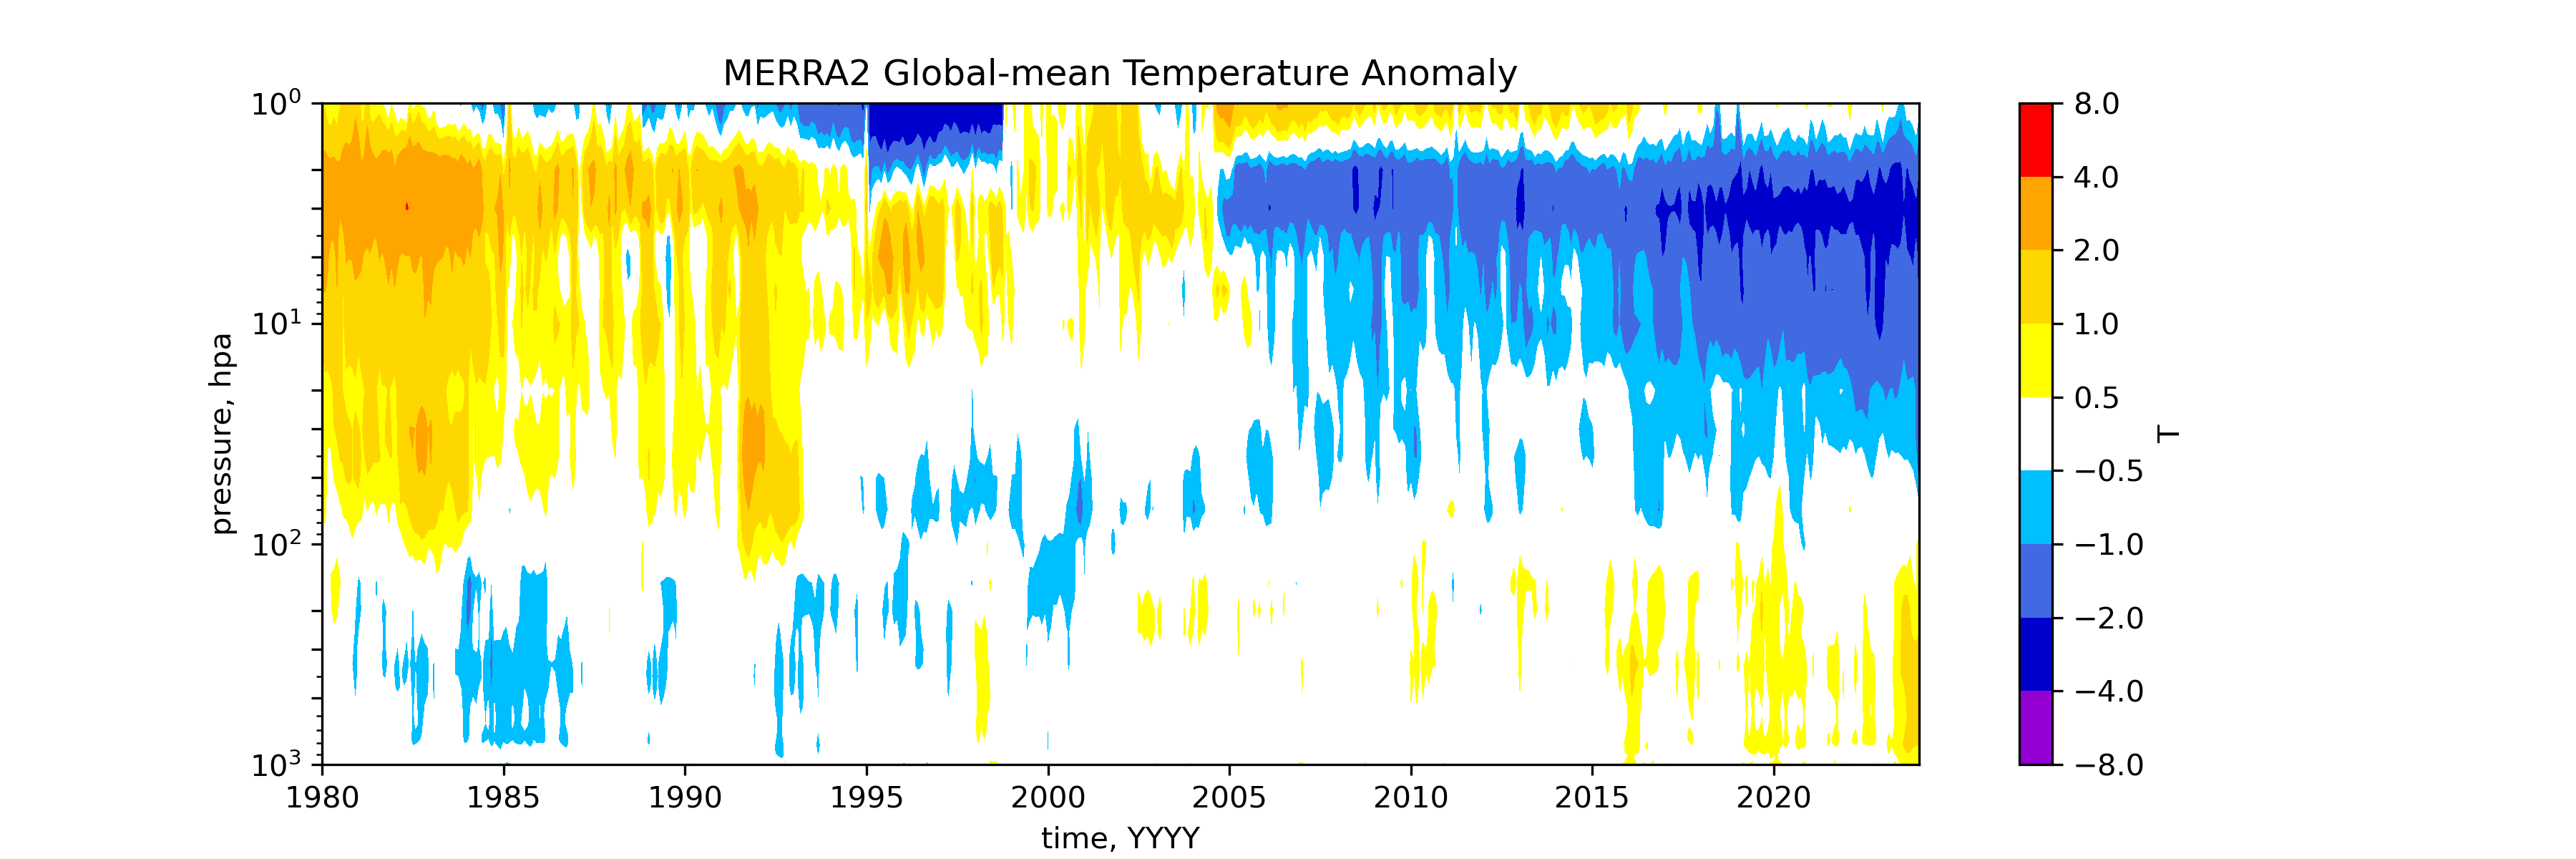 MERRA2 Global-mean Temperature Anomaly
10⁰
10¹
10²
10³
pressure, hpa
1980 1985 1990 1995 2000 2005 2010 2015 2020
time, YYYY
8.0
4.0
2.0
1.0
0.5
−0.5
−1.0
−2.0
−4.0
−8.0
T